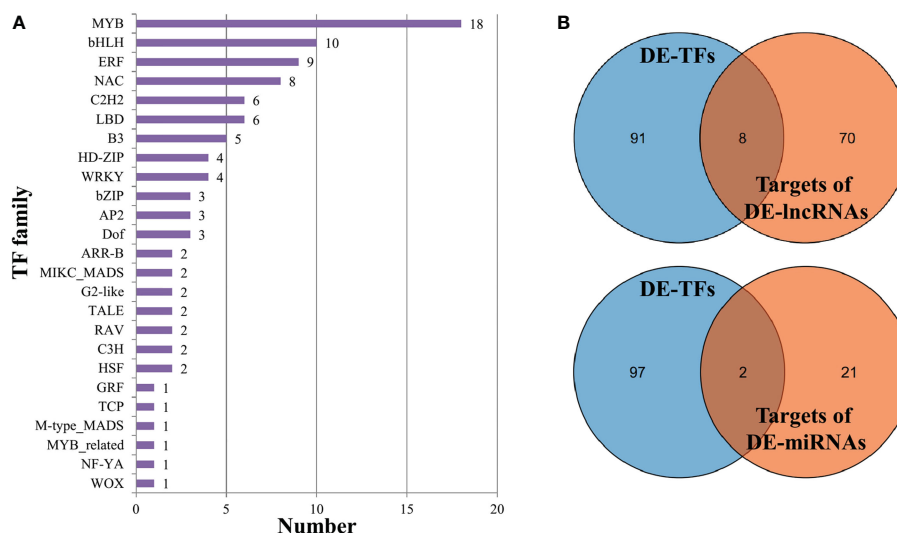 A
TF family
MYB 18
bHLH 10
ERF 9
NAC 8
C2H2 6
LBD 6
B3 5
HD-ZIP 4
WRKY 4
bZIP 3
AP2 3
Dof 3
ARR-B 2
MIKC_MADS 2
G2-like 2
TALE 2
RAV 2
C3H 2
HSF 2
GRF 1
TCP 1
M-type_MADS 1
MYB_related 1
NF-YA 1
WOX 1
0 5 10 15 20
Number
B
DE-TFs
91 8 70
Targets of
DE-lncRNAs
DE-TFs
97 2 21
Targets of
DE-miRNAs